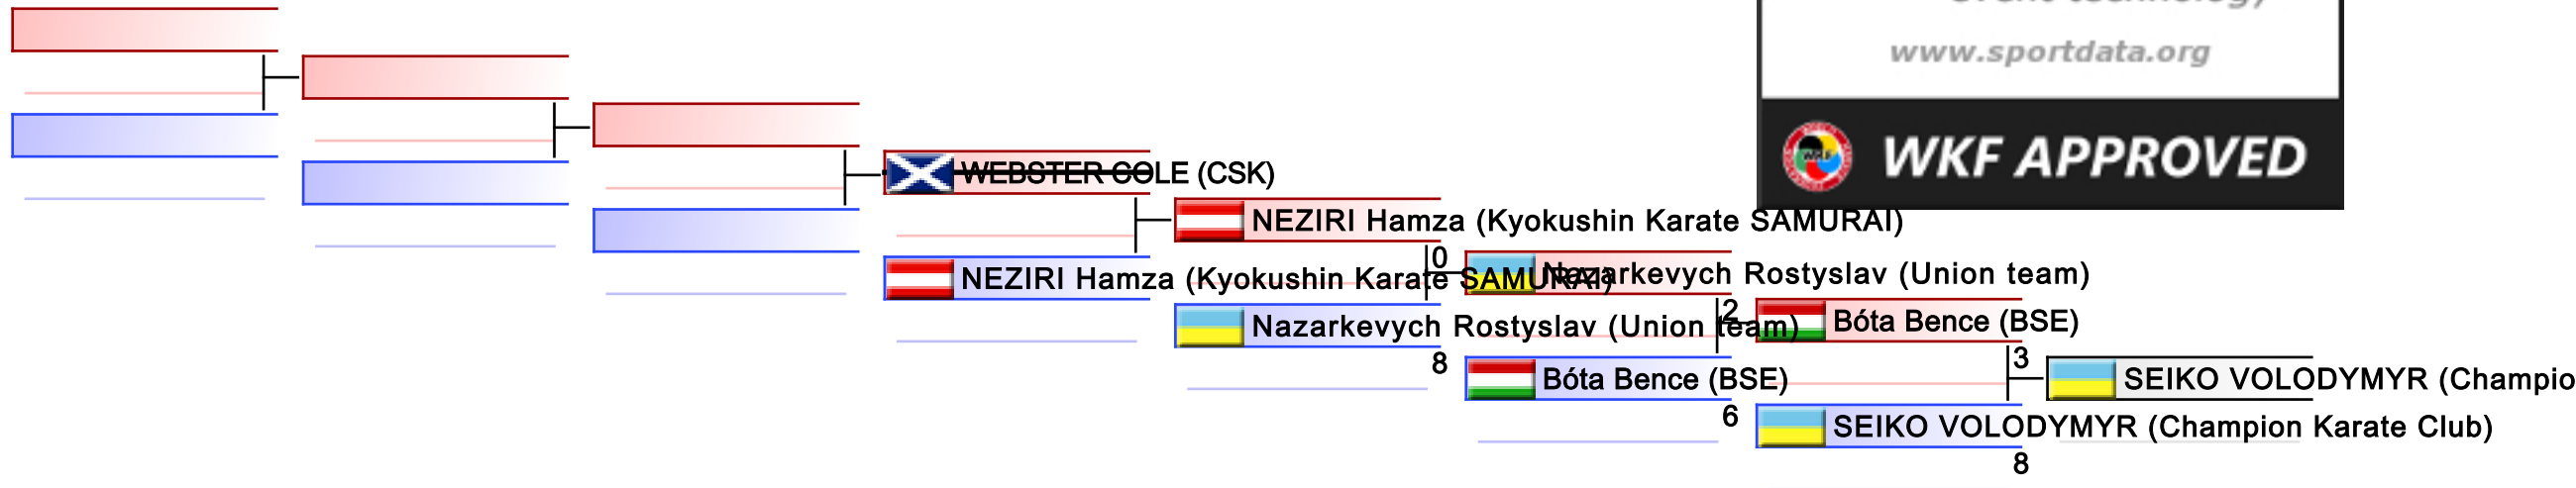 event technology
www.sportdata.org
WKF APPROVED
WEBSTER COLE (CSK)
NEZIRI Hamza (Kyokushin Karate SAMURAI)
0
NEZIRI Hamza (Kyokushin Karate SAMURAI)
Nazarkevych Rostyslav (Union team)
2
Nazarkevych Rostyslav (Union team)
Bóta Bence (BSE)
8
3
Bóta Bence (BSE)
SEIKO VOLODYMYR (Champio
6
SEIKO VOLODYMYR (Champion Karate Club)
8